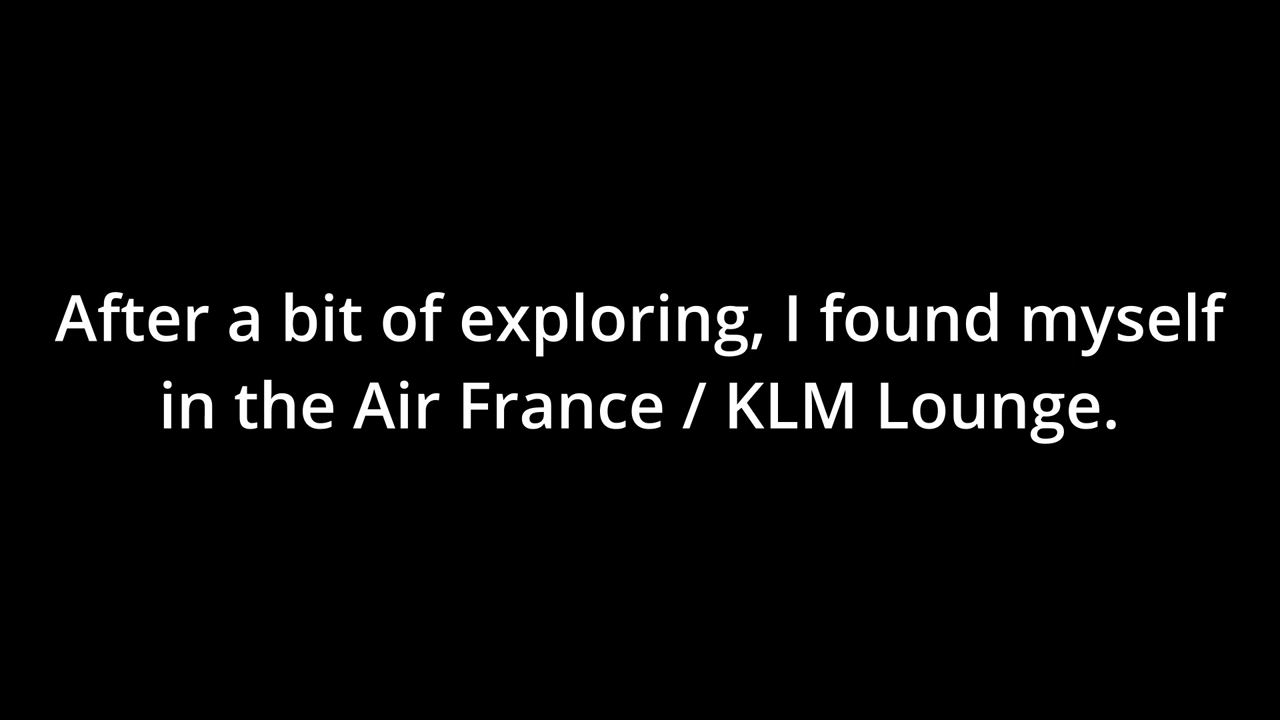 After a bit of exploring, I found myself
in the Air France / KLM Lounge.